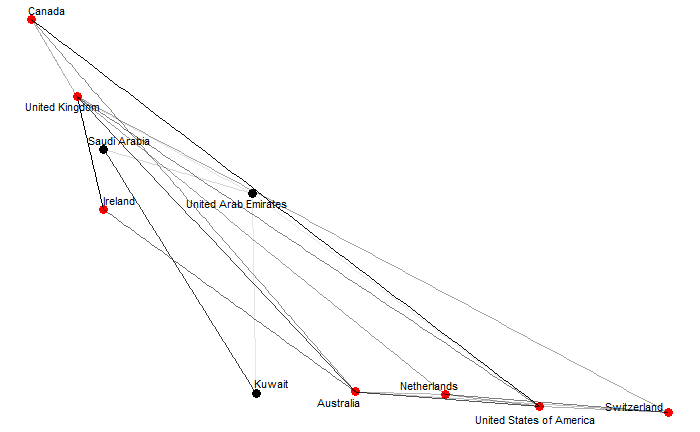 Canada
United Kingdom
Saudi Arabia
United Arab Emirates
Ireland
Kuwait
Netherlands
Australia
Switzerland
United States of America